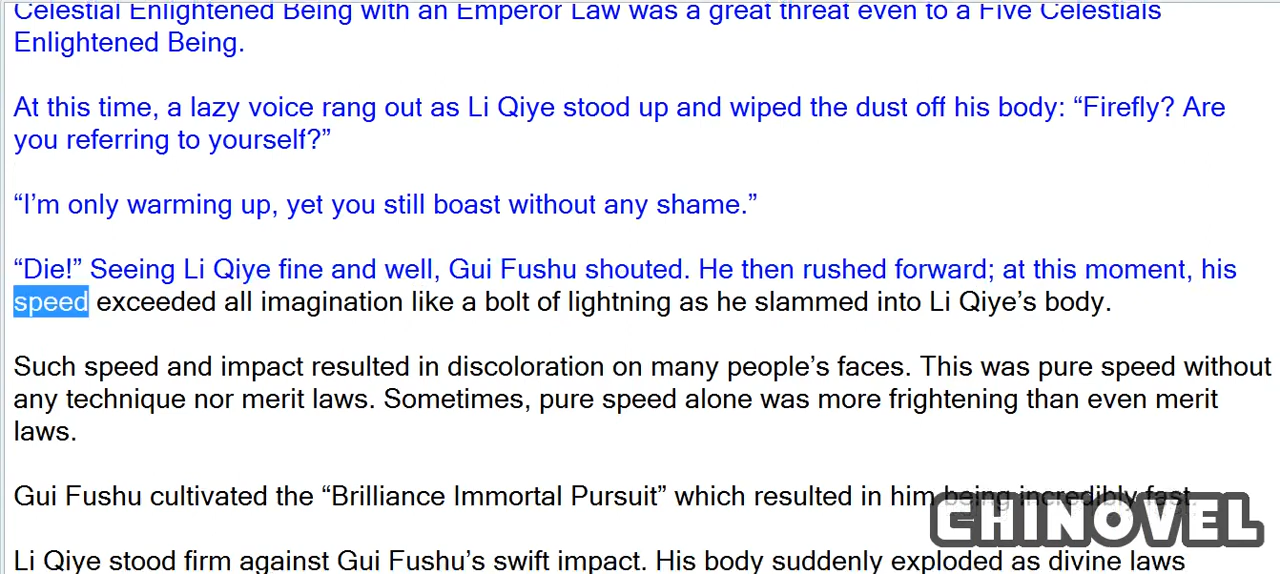 Celestial Enlightened Being with an Emperor Law was a great threat even to a Five Celestials
Enlightened Being.
At this time, a lazy voice rang out as Li Qiye stood up and wiped the dust off his body: “Firefly? Are
you referring to yourself?”
“I’m only warming up, yet you still boast without any shame.”
“Die!” Seeing Li Qiye fine and well, Gui Fushu shouted. He then rushed forward; at this moment, his
speed exceeded all imagination like a bolt of lightning as he slammed into Li Qiye’s body.
Such speed and impact resulted in discoloration on many people’s faces. This was pure speed without
any technique nor merit laws. Sometimes, pure speed alone was more frightening than even merit
laws.
Gui Fushu cultivated the “Brilliance Immortal Pursuit” which resulted in him being incredibly fast.
CHINOVEL
Li Qiye stood firm against Gui Fushu’s swift impact. His body suddenly exploded as divine laws